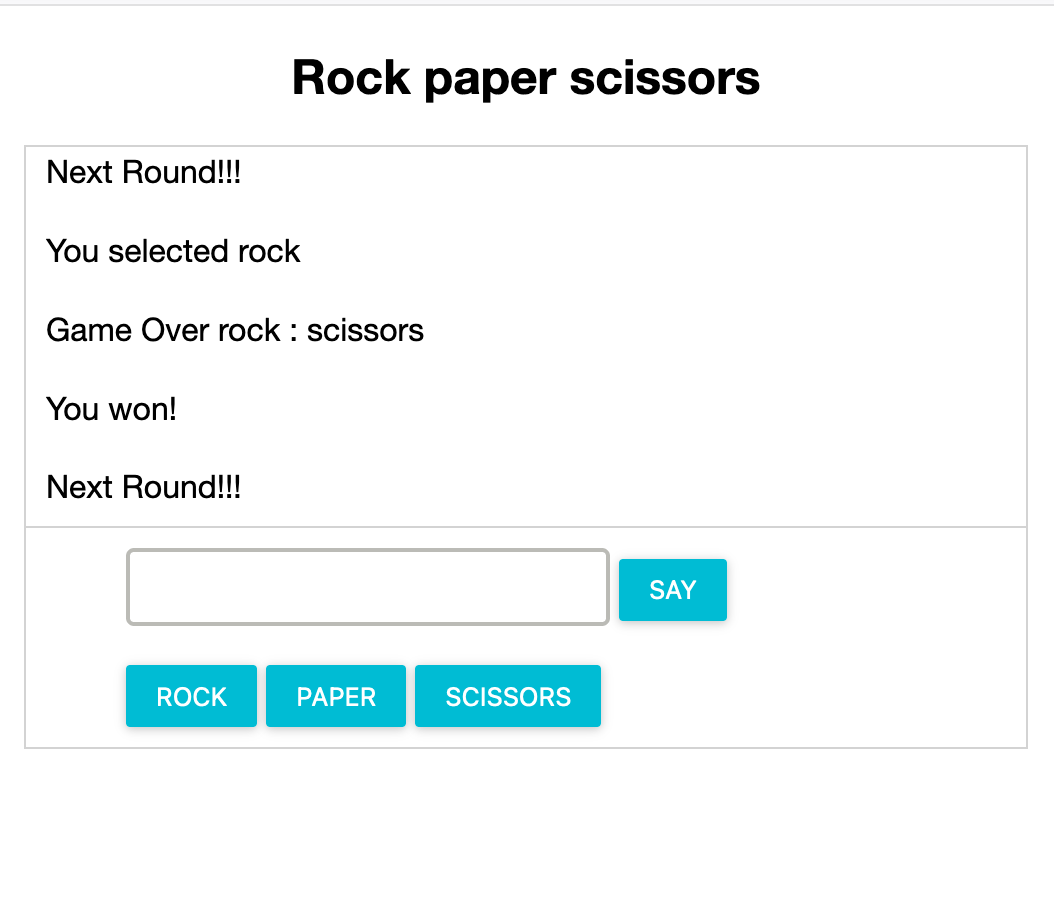 Rock paper scissors
Next Round!!!
You selected rock
Game Over rock : scissors
You won!
Next Round!!!
SAY
ROCK PAPER SCISSORS